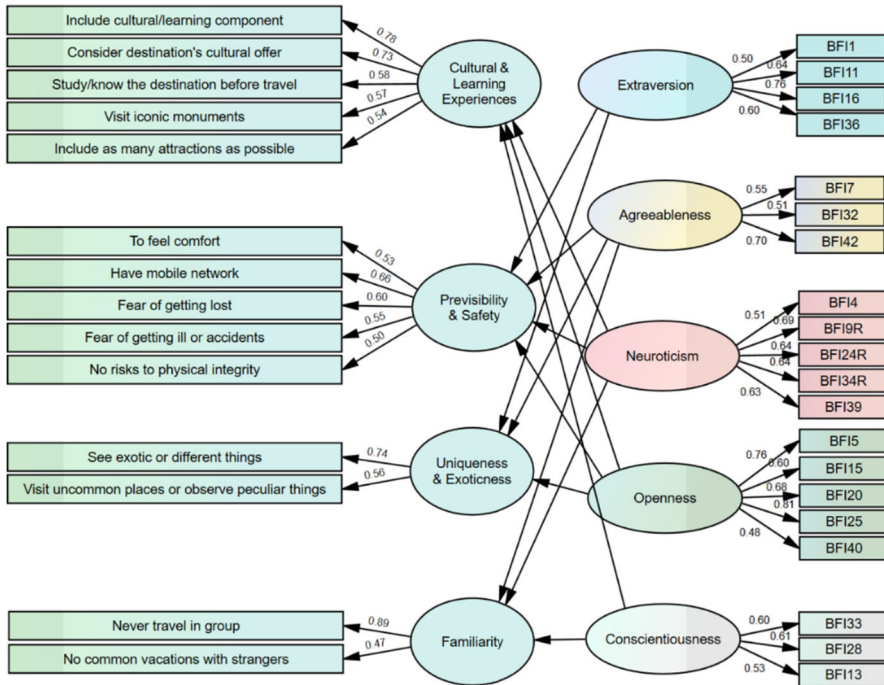 Include cultural/learning component
Consider destination's cultural offer
Study/know the destination before travel
Visit iconic monuments
Include as many attractions as possible
0.78
0.73
0.58
0.57
0.54
Cultural &
Learning
Experiences
To feel comfort
Have mobile network
Fear of getting lost
Fear of getting ill or accidents
No risks to physical integrity
0.53
0.66
0.60
0.55
0.50
Previsibility
& Safety
See exotic or different things
Visit uncommon places or observe peculiar things
0.74
0.56
Uniqueness
& Exoticness
Never travel in group
No common vacations with strangers
0.89
0.47
Familiarity
Extraversion
0.50
0.64
0.76
0.60
BFI1
BFI11
BFI16
BFI36
Agreeableness
0.55
0.51
0.70
BFI7
BFI32
BFI42
Neuroticism
0.51
0.69
0.64
0.64
0.63
BFI4
BFI9R
BFI24R
BFI34R
BFI39
Openness
0.76
0.60
0.68
0.81
0.48
BFI5
BFI15
BFI20
BFI25
BFI40
Conscientiousness
0.60
0.61
0.53
BFI33
BFI28
BFI13